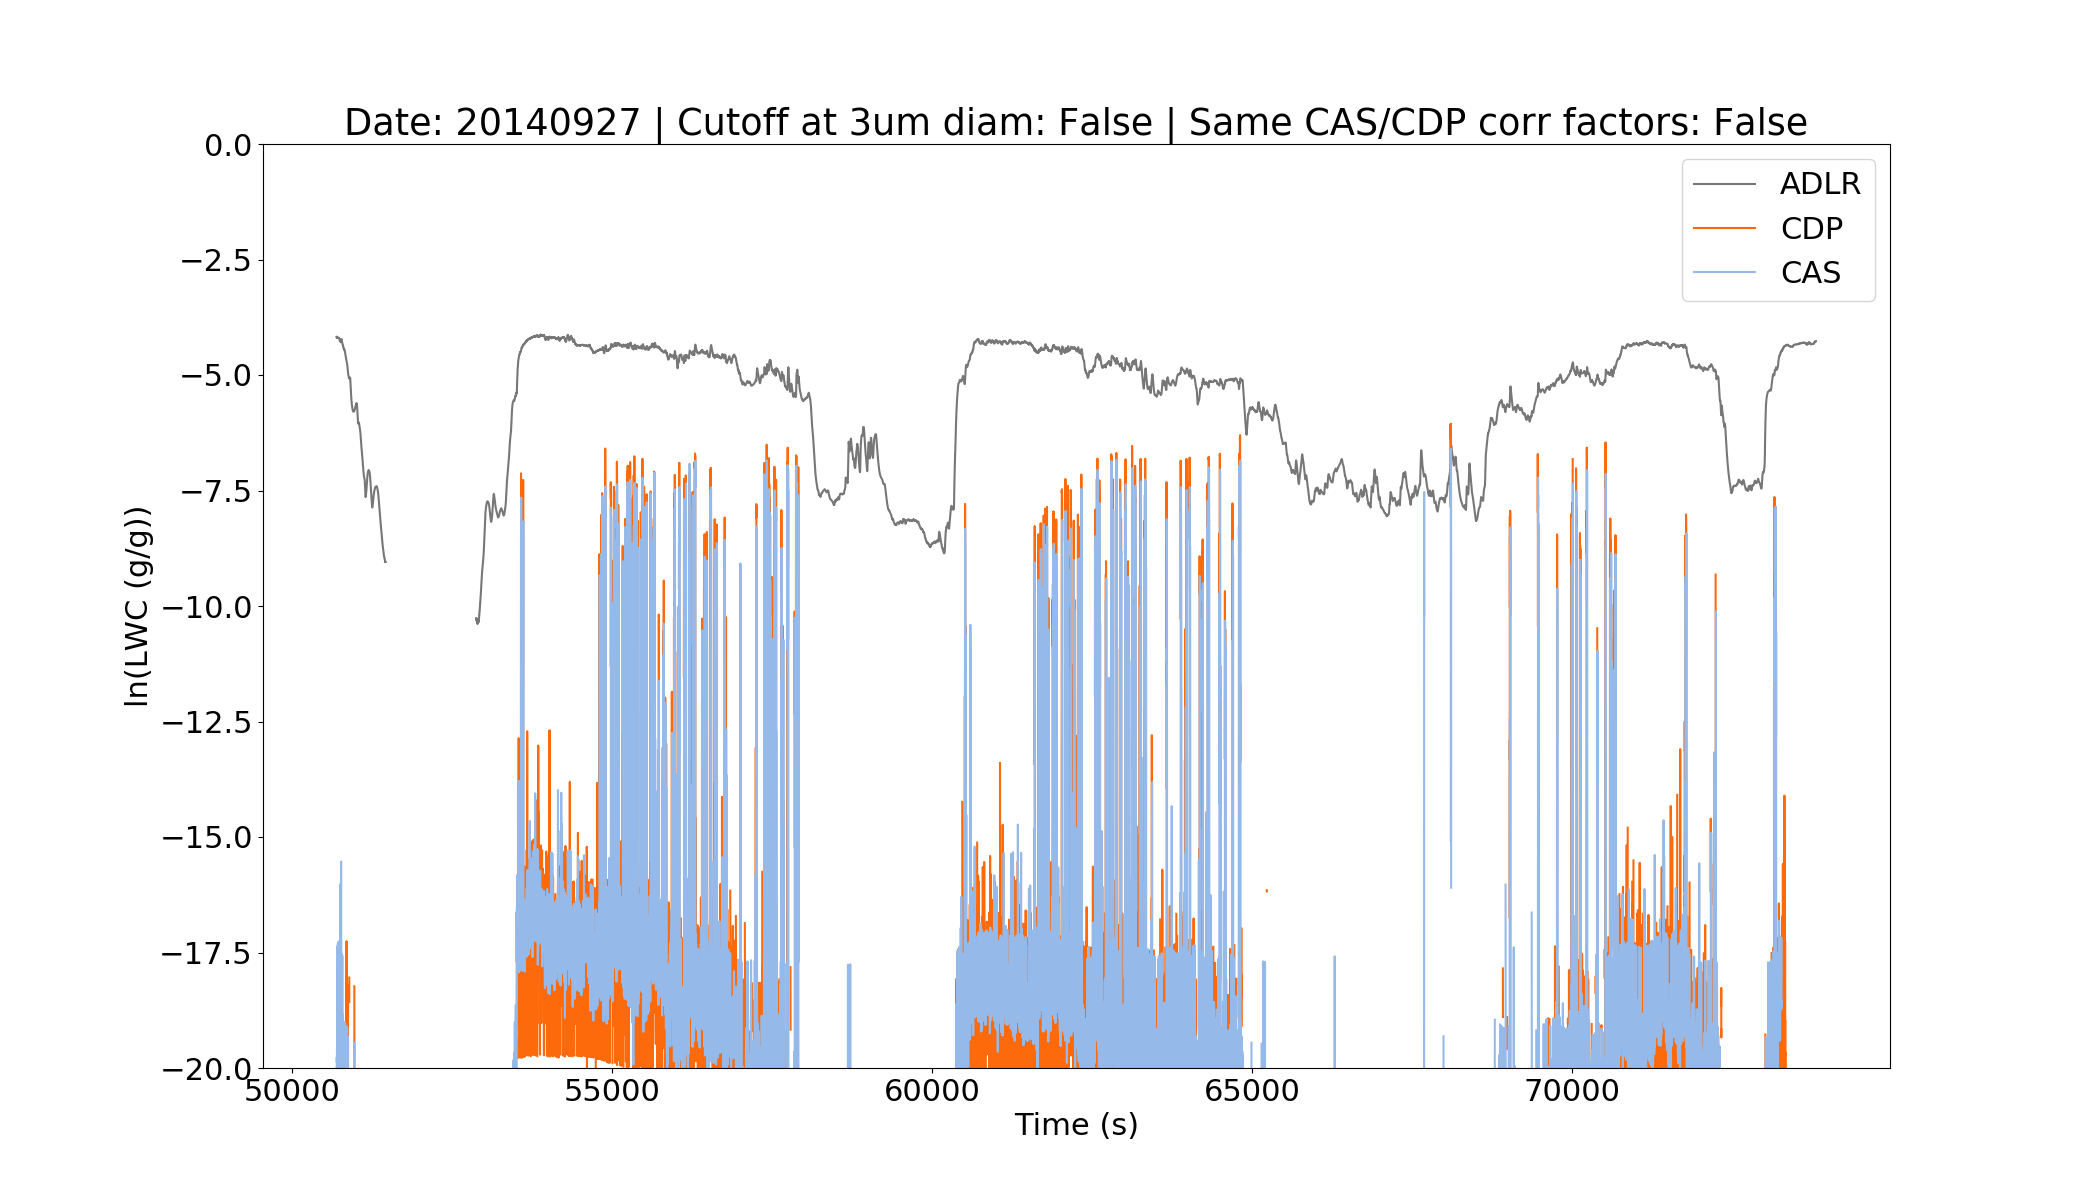 Date: 20140927 | Cutoff at 3um diam: False | Same CAS/CDP corr factors: False
ADLR
CDP
CAS
ln(LWC (g/g))
0.0
−2.5
−5.0
−7.5
−10.0
−12.5
−15.0
−17.5
−20.0
50000 55000 60000 65000 70000
Time (s)